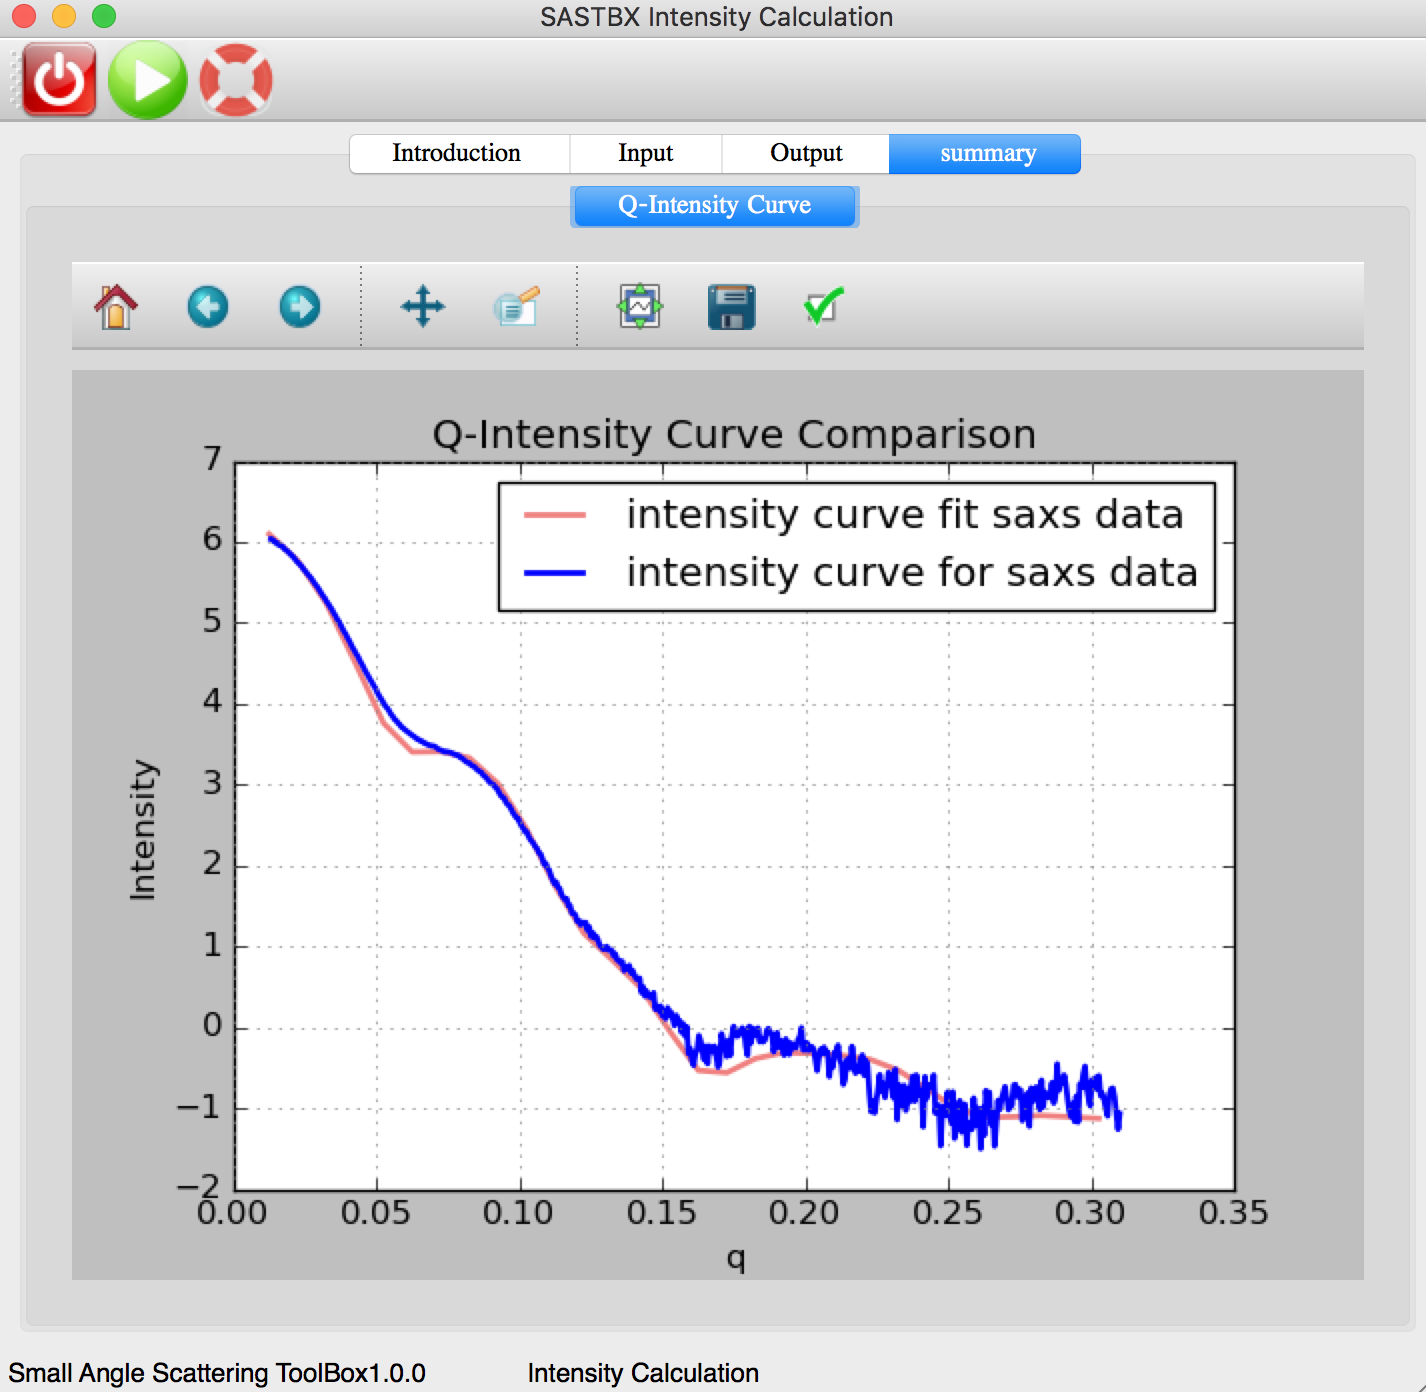 SASTBX Intensity Calculation
Introduction Input Output summary
Q-Intensity Curve
Q-Intensity Curve Comparison
intensity curve fit saxs data
intensity curve for saxs data
7
6
5
4
3
2
1
0
−1
−2
Intensity
0.00 0.05 0.10 0.15 0.20 0.25 0.30 0.35
q
Small Angle Scattering ToolBox1.0.0 Intensity Calculation